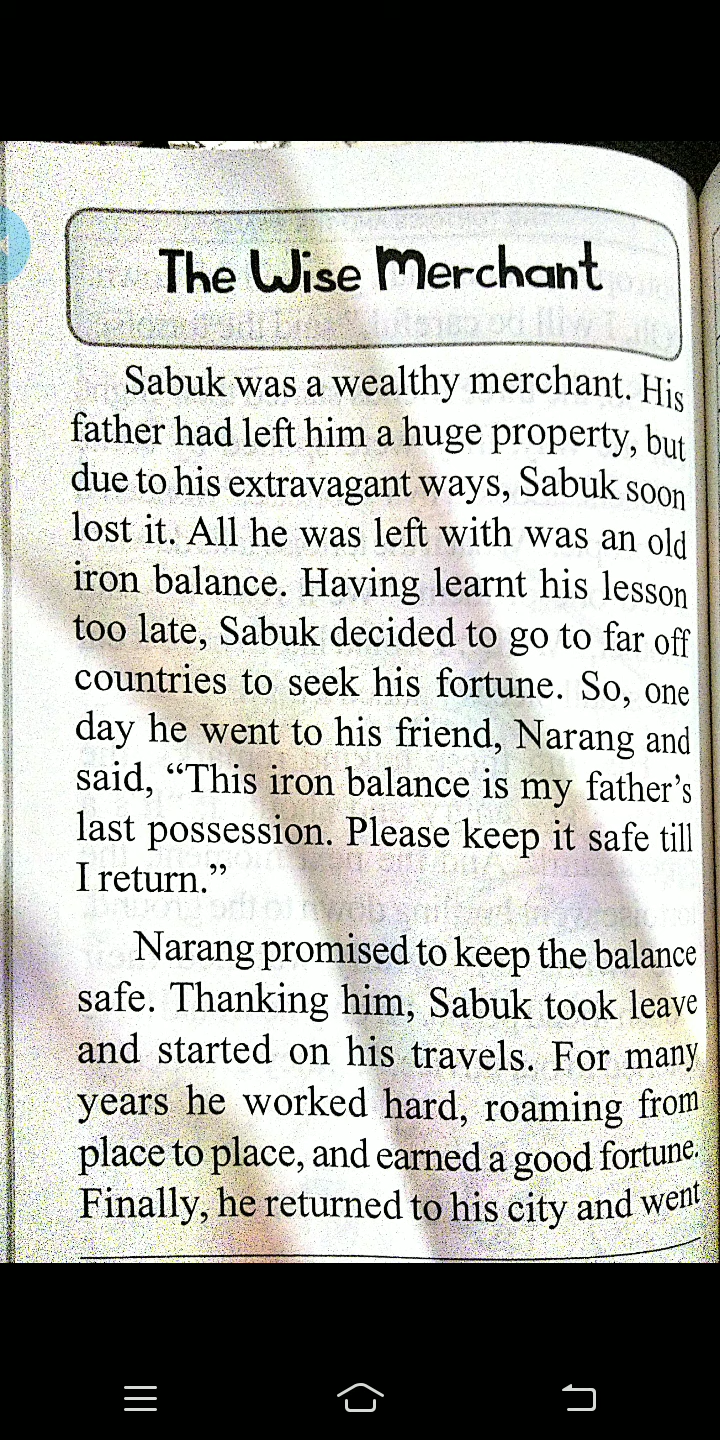 The Wise Merchant
Sabuk was a wealthy merchant. His
father had left him a huge property, but
due to his extravagant ways, Sabuk soon
lost it. All he was left with was an old
iron balance. Having learnt his lesson
too late, Sabuk decided to go to far off
countries to seek his fortune. So, one
day he went to his friend, Narang and
said, “This iron balance is my father’s
last possession. Please keep it safe till
I return.”
Narang promised to keep the balance
safe. Thanking him, Sabuk took leave
and started on his travels. For many
years he worked hard, roaming from
place to place, and earned a good fortune.
Finally, he returned to his city and went